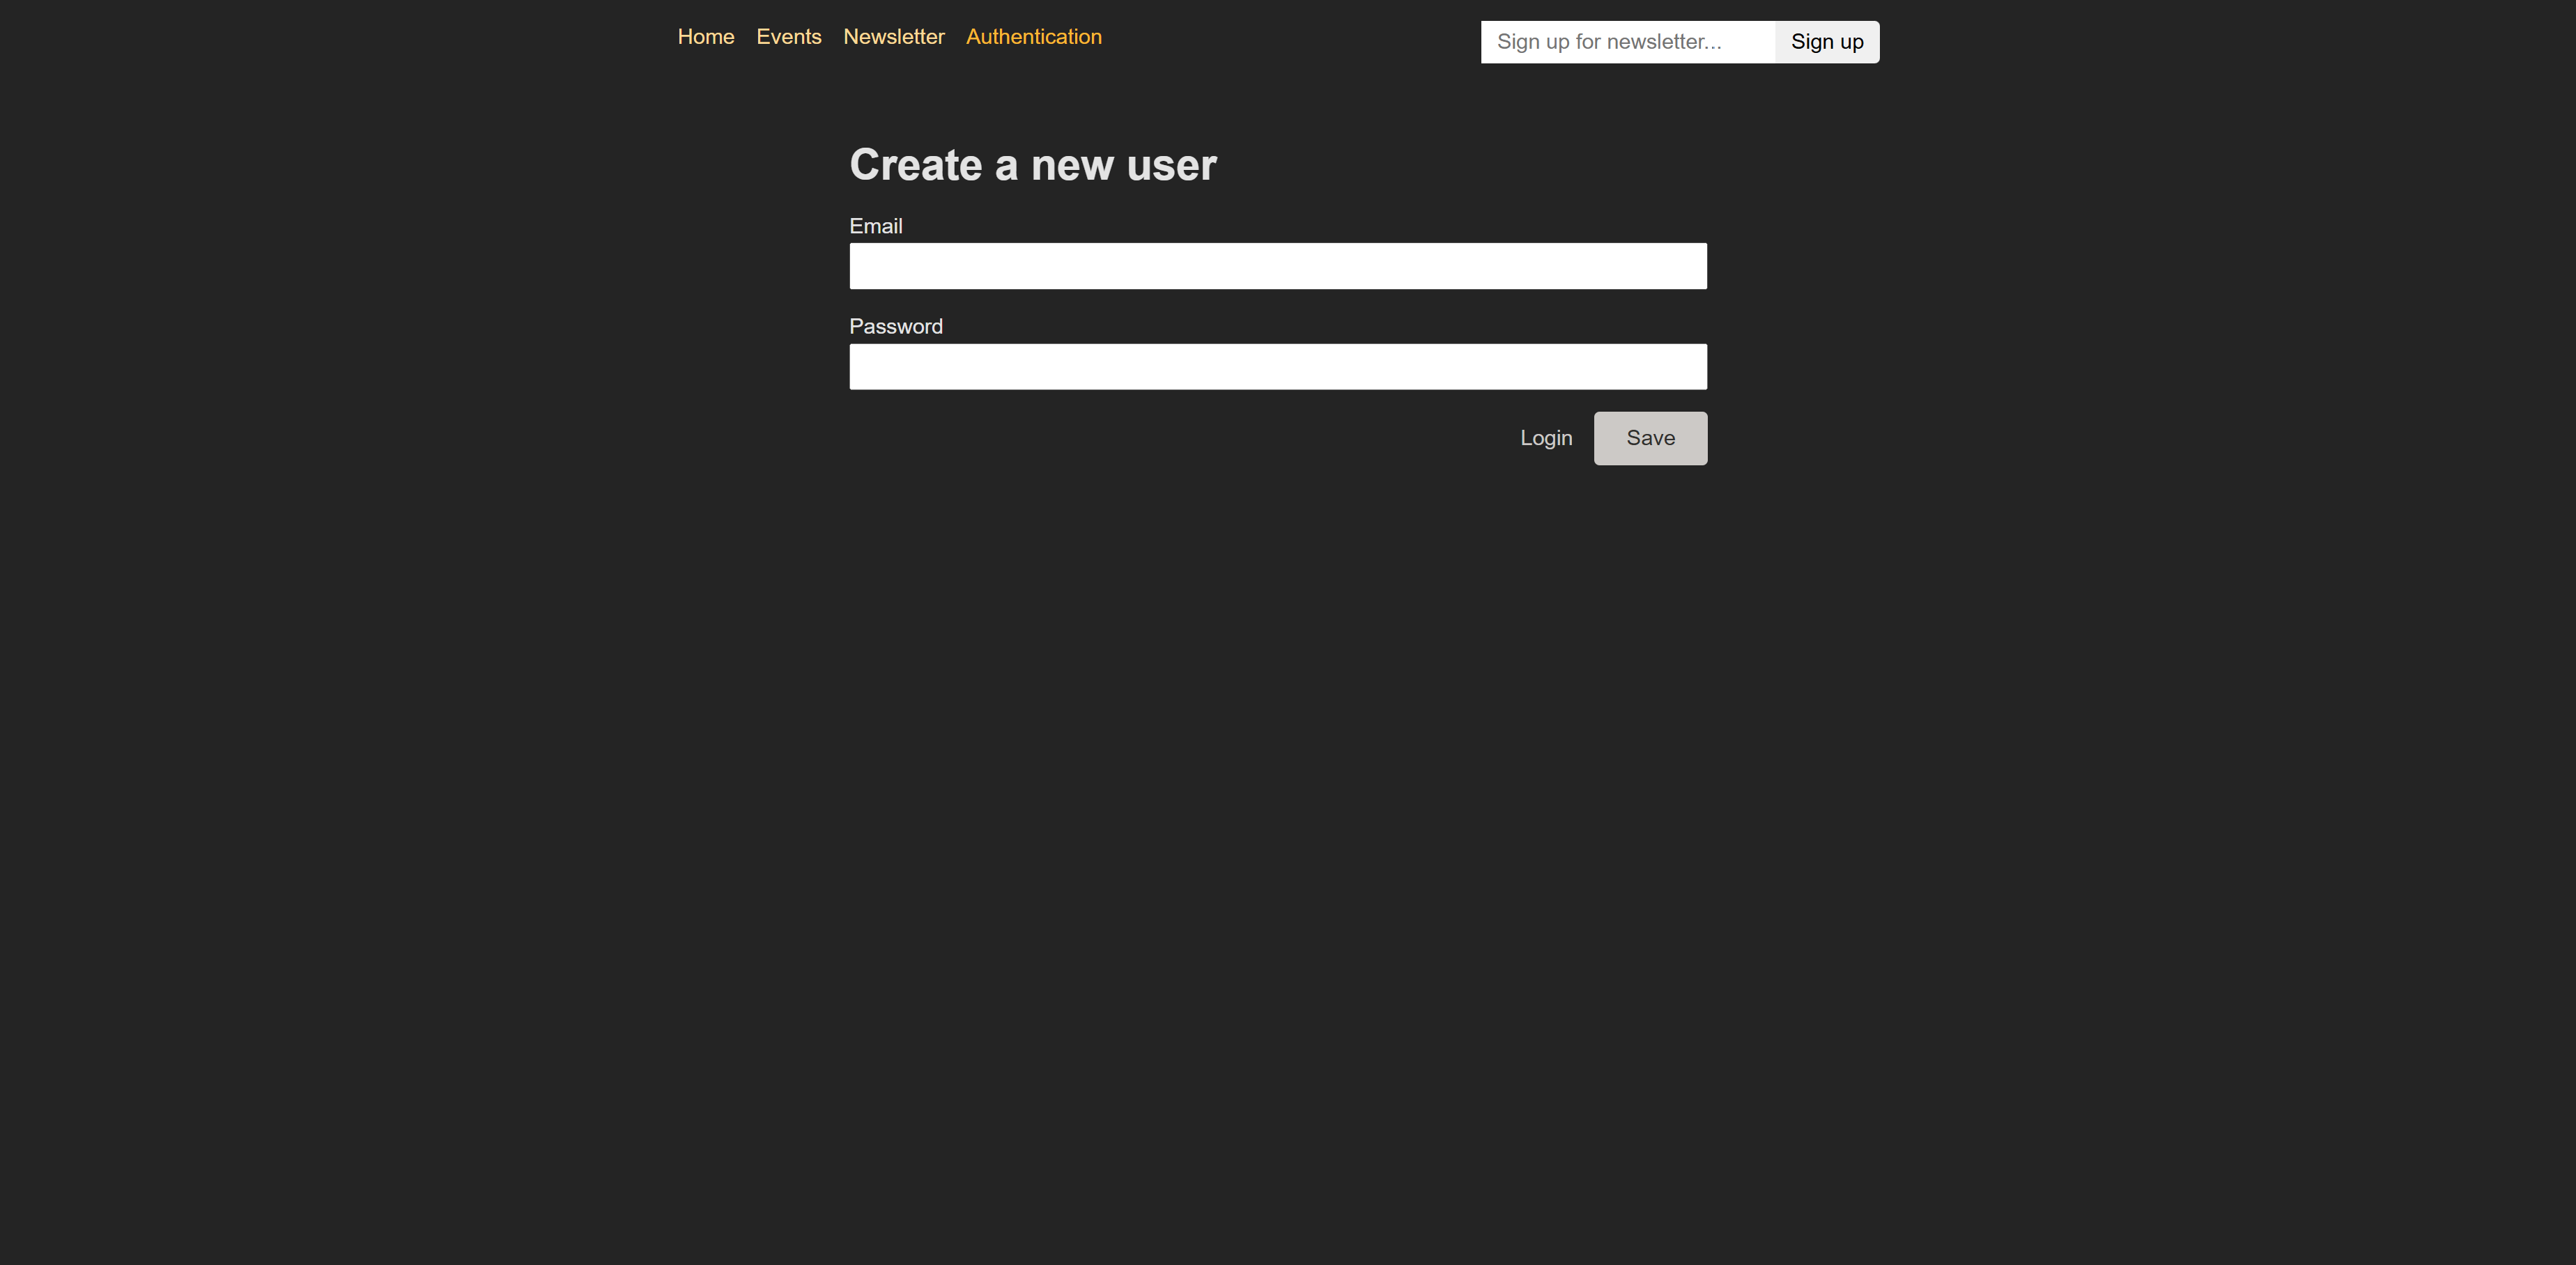 Home Events Newsletter Authentication
Sign up for newsletter... Sign up
Create a new user
Email
Password
Login Save